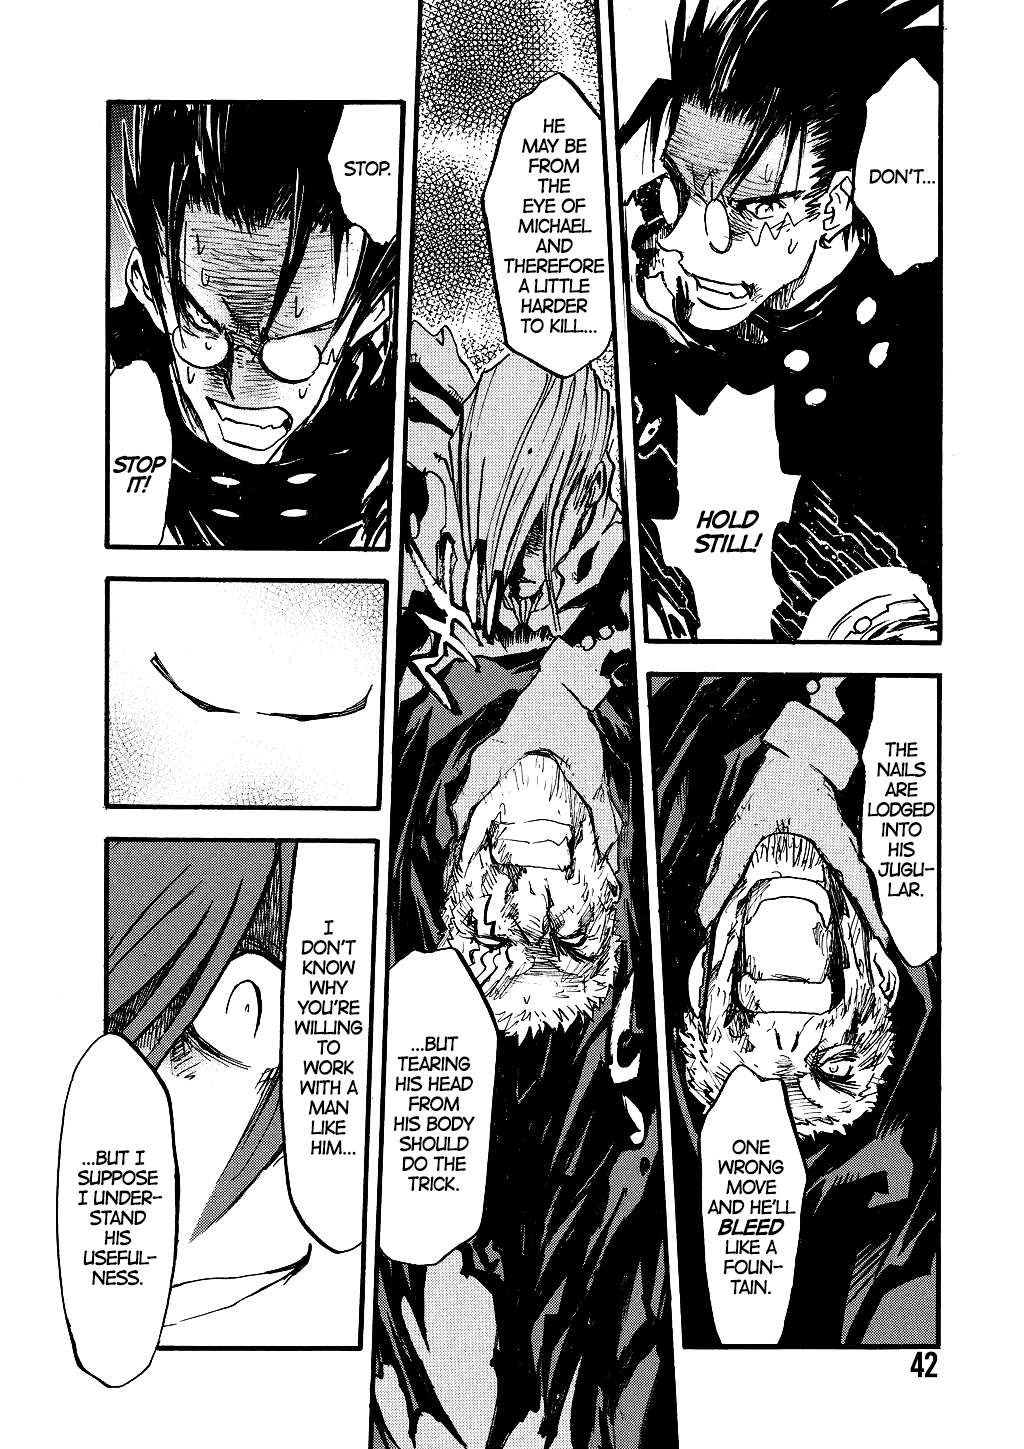 DON'T...
HOLD
STILL!
THE
NAILS
ARE
LODGED
INTO
HIS
JUGU-
LAR.
ONE
WRONG
MOVE
AND HE'LL
BLEED
LIKE A
FOUN-
TAIN.
HE
MAY BE
FROM
THE
EYE OF
MICHAEL
AND
THEREFORE
A LITTLE
HARDER
TO KILL...
...BUT
TEARING
HIS HEAD
FROM
HIS BODY
SHOULD
DO THE
TRICK.
STOP.
STOP
IT!
I
DON'T
KNOW
WHY
YOU'RE
WILLING
TO
WORK
WITH A
MAN
LIKE
HIM...
...BUT I
SUPPOSE
I UNDER-
STAND
HIS
USEFUL-
NESS.
42